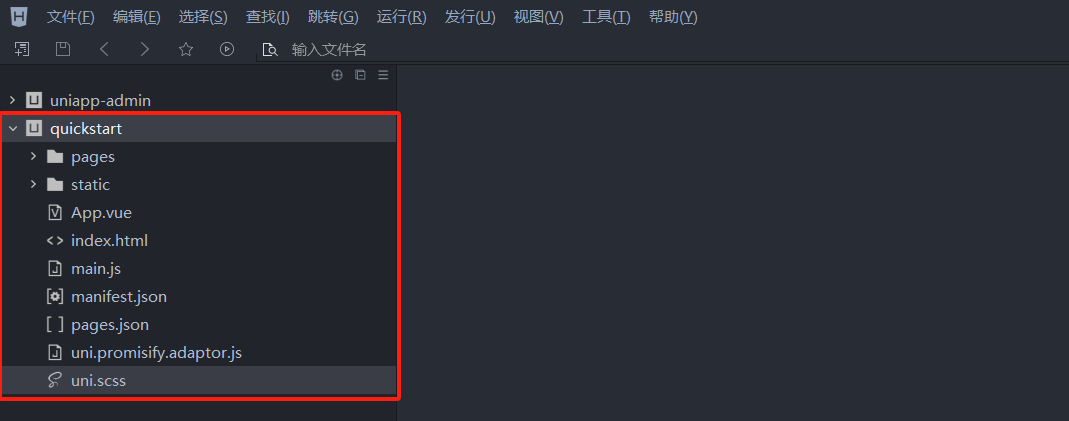 文件(F) 编辑(E) 选择(S) 查找(I) 跳转(G) 运行(R) 发行(U) 视图(V) 工具(T) 帮助(Y)
输入文件名
uniapp-admin
quickstart
pages
static
App.vue
index.html
main.js
manifest.json
pages.json
uni.promisify.adaptor.js
uni.scss